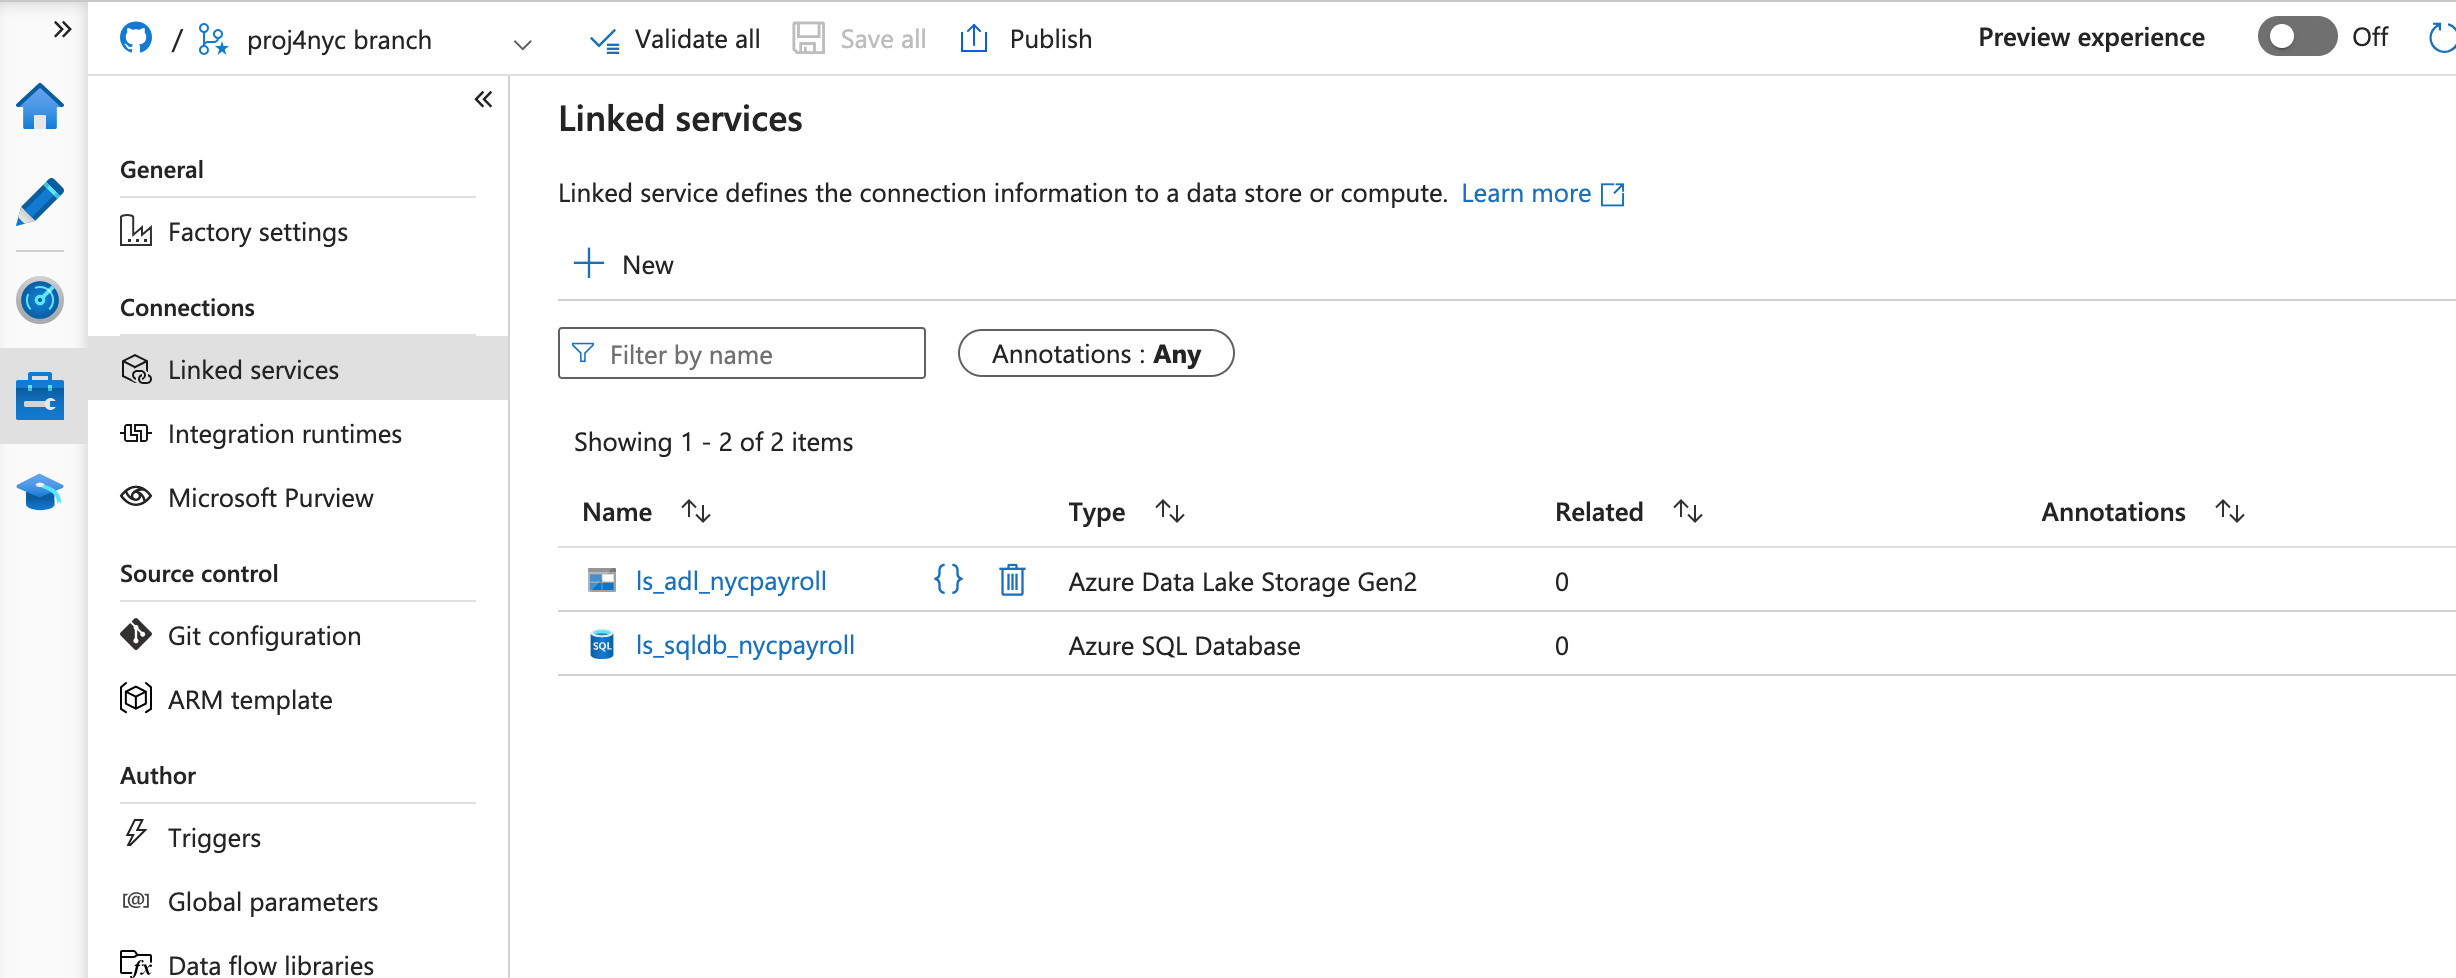 / proj4nyc branch Validate all Save all Publish Preview experience Off
General
Factory settings
Connections
Linked services
Integration runtimes
Microsoft Purview
Source control
Git configuration
ARM template
Author
Triggers
[@] Global parameters
Data flow libraries
Linked services
Linked service defines the connection information to a data store or compute. Learn more
New
Filter by name Annotations : Any
Showing 1 - 2 of 2 items
Name Type Related Annotations
ls_adl_nycpayroll {} Azure Data Lake Storage Gen2 0
SQL ls_sqldb_nycpayroll Azure SQL Database 0